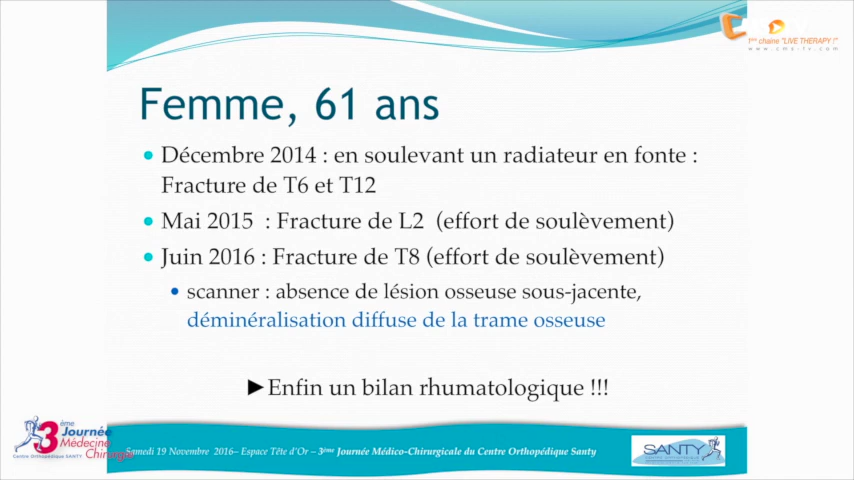 1ère chaîne "LIVE THERAPY !"
www.cms-tv.com
Femme, 61 ans
• Décembre 2014 : en soulevant un radiateur en fonte :
Fracture de T6 et T12
• Mai 2015 : Fracture de L2 (effort de soulèvement)
• Juin 2016 : Fracture de T8 (effort de soulèvement)
• scanner : absence de lésion osseuse sous-jacente,
déminéralisation diffuse de la trame osseuse
►Enfin un bilan rhumatologique !!!
3ème Journée
Médecine
Chirurgie
Centre Orthopédique SANTY
Samedi 19 Novembre 2016– Espace Tête d'Or – 3ème Journée Médico-Chirurgicale du Centre Orthopédique Santy
SANTY